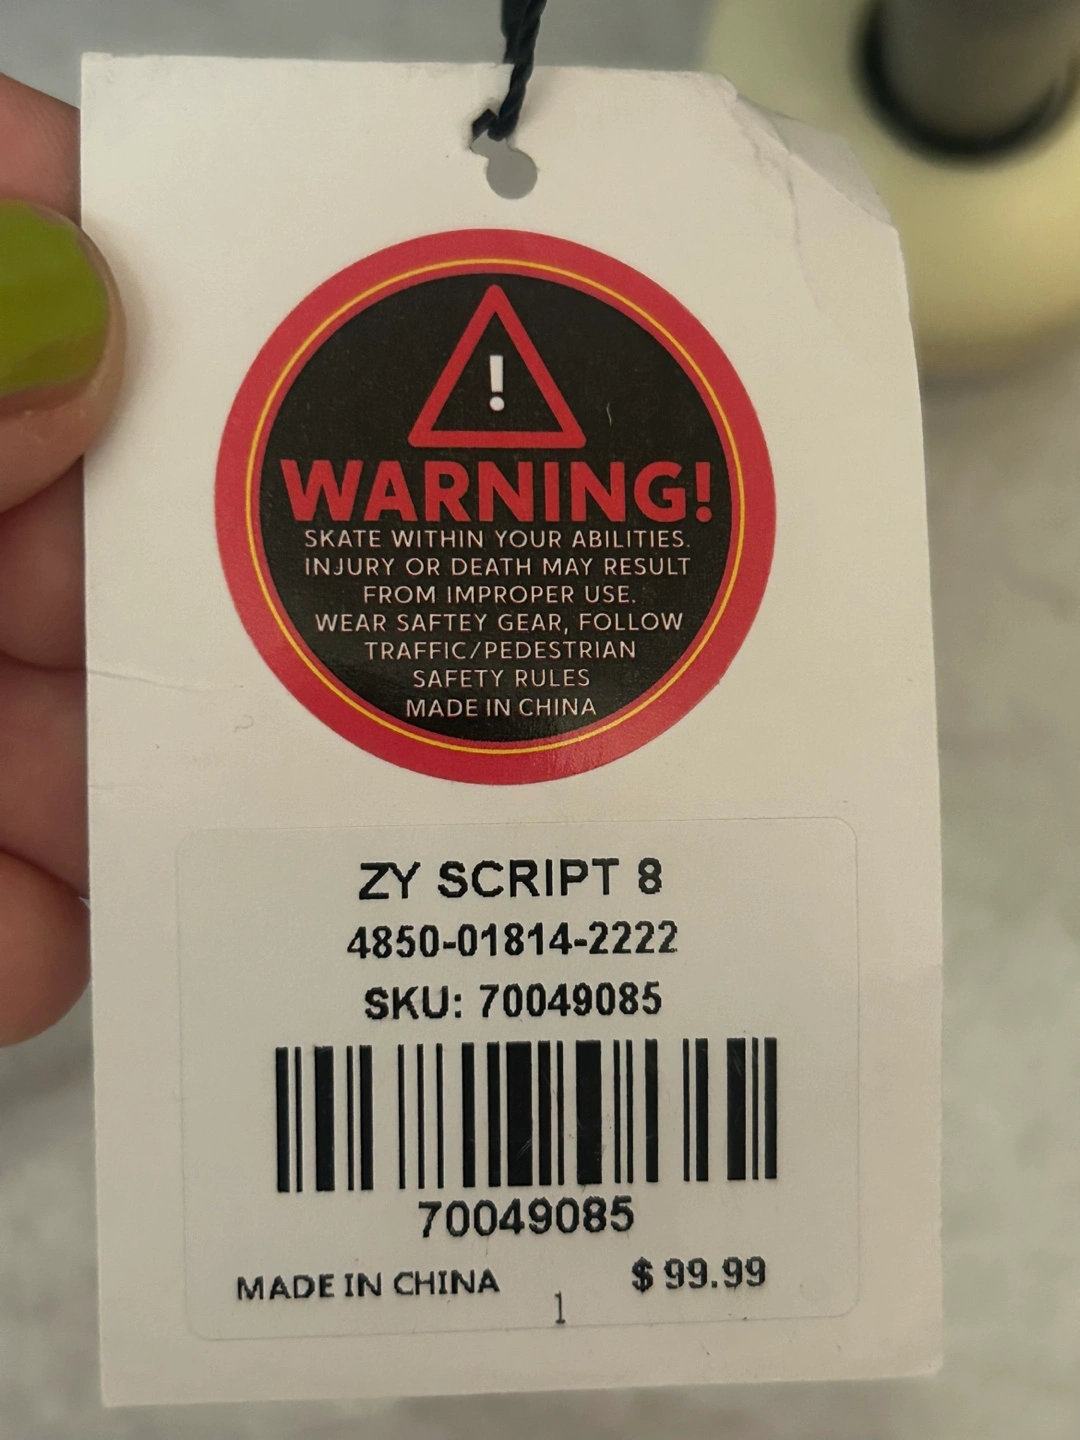 !
WARNING!
SKATE WITHIN YOUR ABILITIES.
INJURY OR DEATH MAY RESULT
FROM IMPROPER USE.
WEAR SAFTEY GEAR, FOLLOW
TRAFFIC/PEDESTRIAN
SAFETY RULES
MADE IN CHINA
ZY SCRIPT 8
4850-01814-2222
SKU: 70049085
70049085
MADE IN CHINA $ 99.99
1